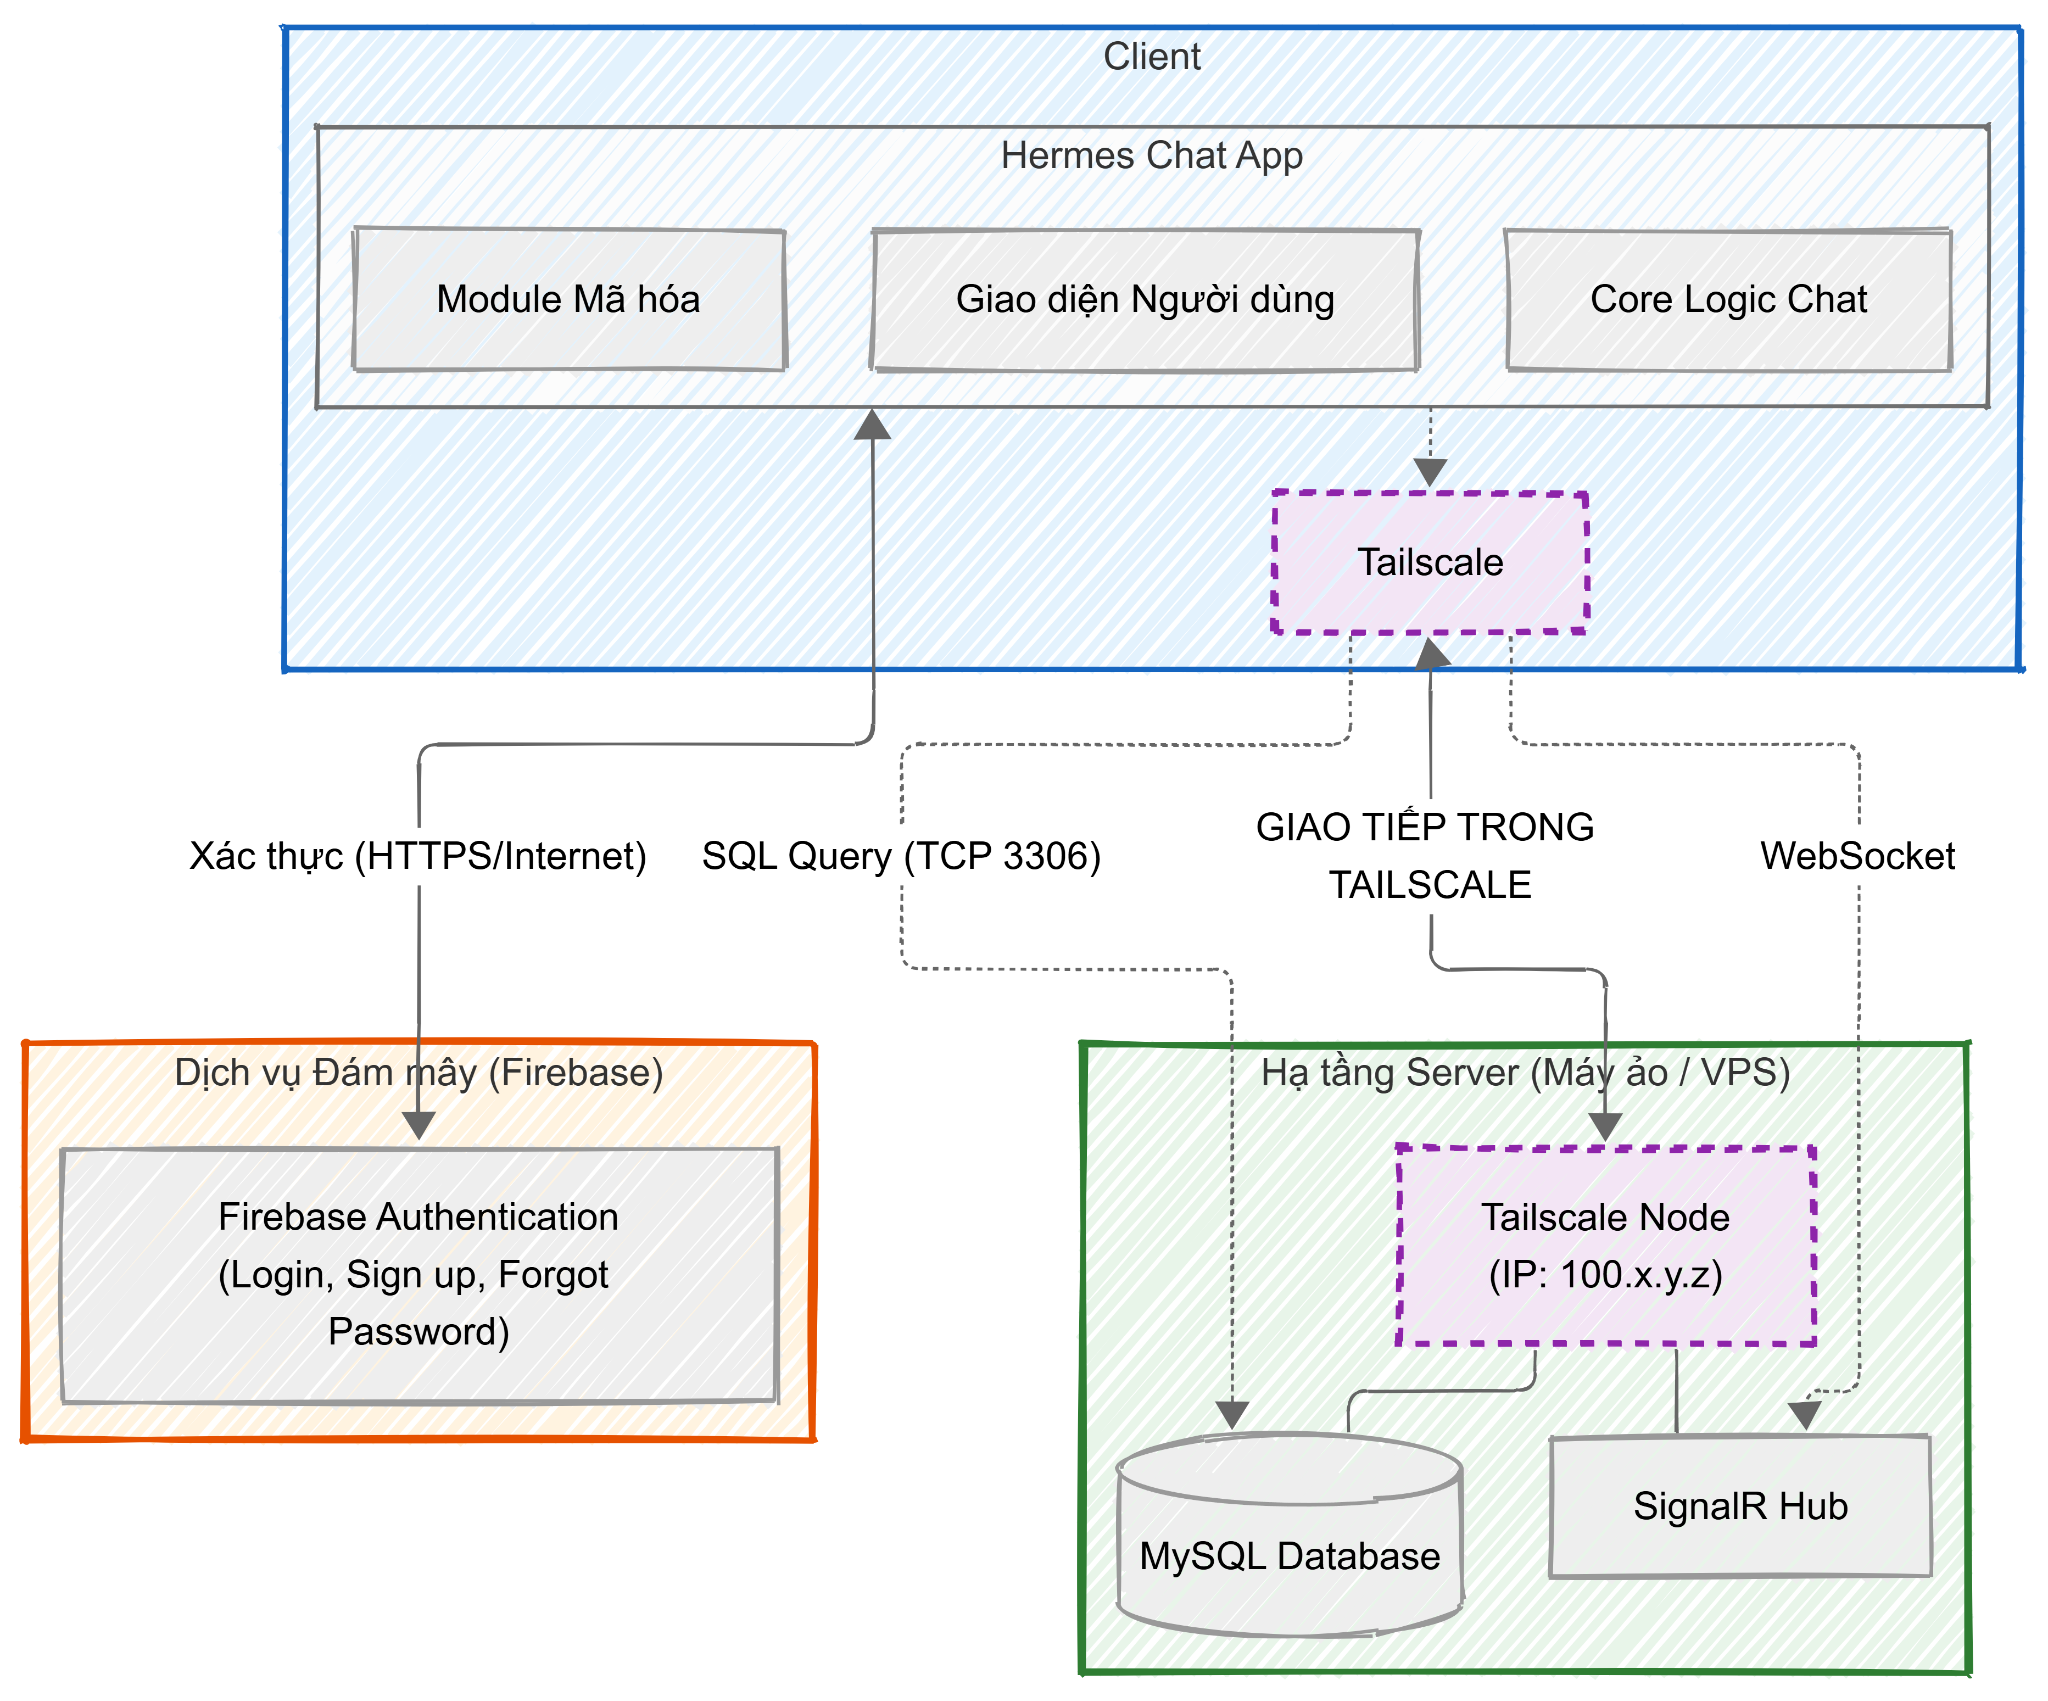 Client
Hermes Chat App
Module Mã hóa
Giao diện Người dùng
Core Logic Chat
Tailscale
Xác thực (HTTPS/Internet)
SQL Query (TCP 3306)
GIAO TIẾP TRONG
TAILSCALE
WebSocket
Dịch vụ Đám mây (Firebase)
Firebase Authentication
(Login, Sign up, Forgot
Password)
Hạ tầng Server (Máy ảo / VPS)
Tailscale Node
(IP: 100.x.y.z)
MySQL Database
SignalR Hub